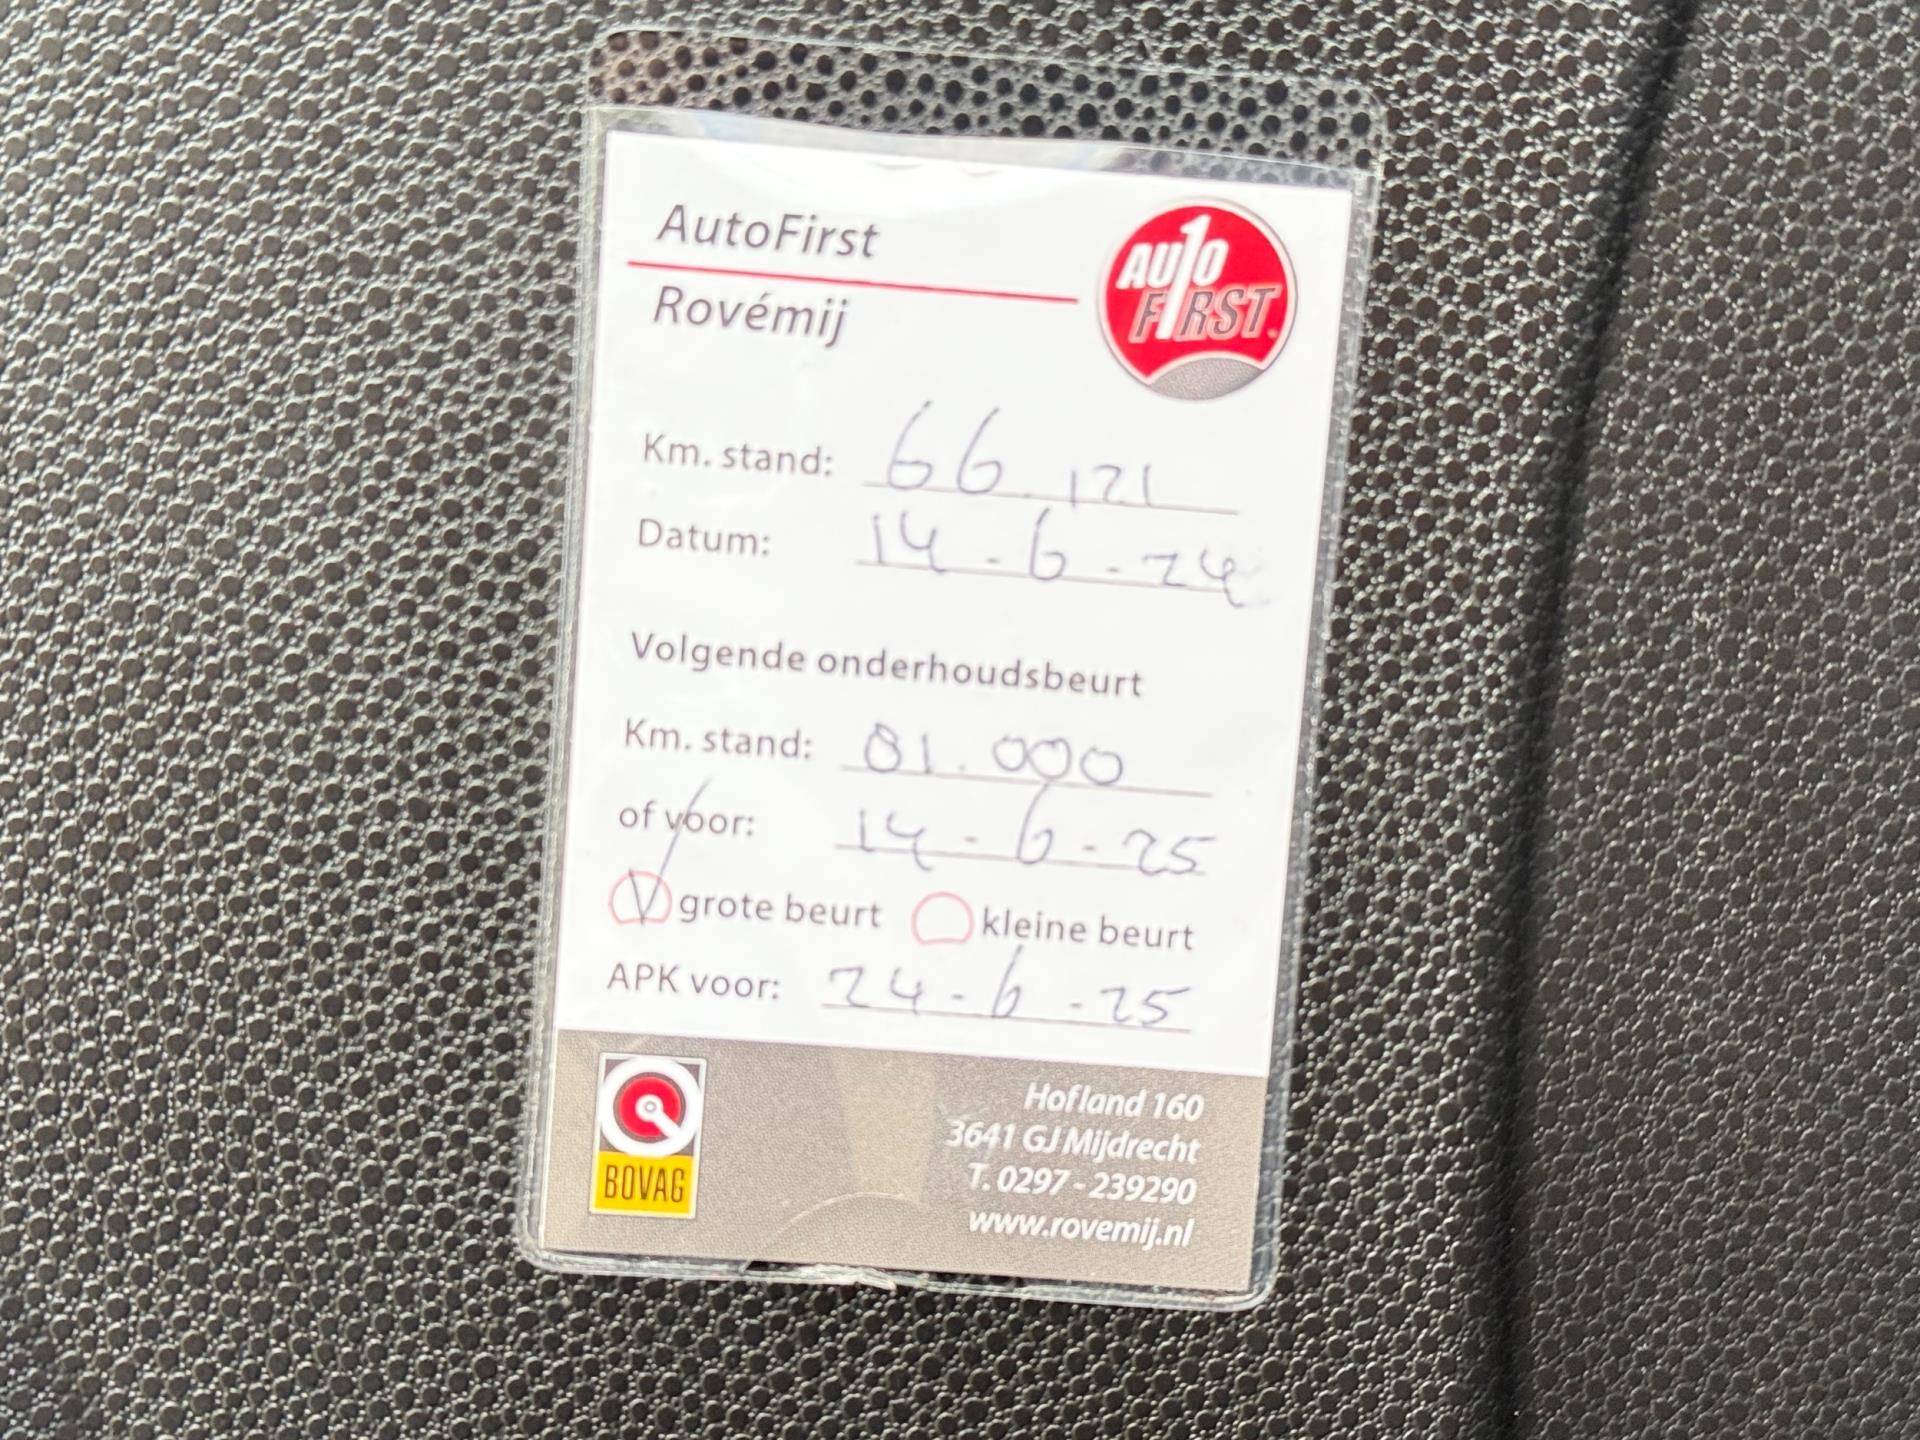 AutoFirst
Rovémij
AUTO
FIRST
Km. stand: 66.121
Datum: 14-6-24
Volgende onderhoudsbeurt
Km. stand: 81.000
of voor: 14-6-25
grote beurt kleine beurt
APK voor: 24-6-25
BOVAG
Hofland 160
3641 GJ Mijdrecht
T. 0297 - 239290
www.rovemij.nl